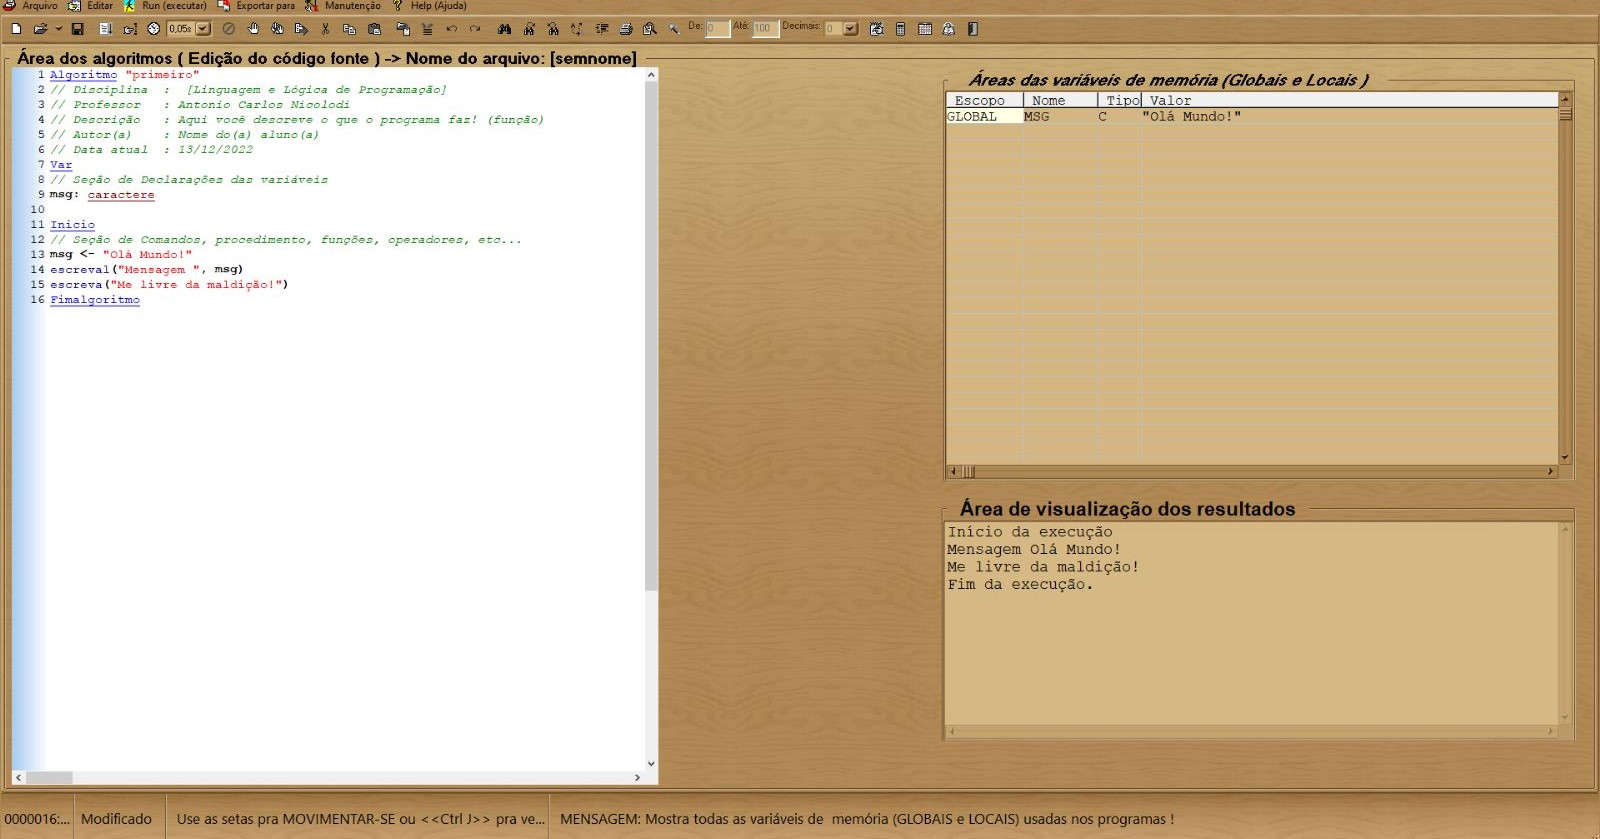 Arquivo Editar Run (executar) Exportar para Manutenção Help (Ajuda)
0,05s De: 0 Até: 100 Decimais: 0
Área dos algoritmos ( Edição do código fonte ) -> Nome do arquivo: [semnome]
1 Algoritmo "primeiro"
2 // Disciplina : [Linguagem e Lógica de Programação]
3 // Professor : Antonio Carlos Nicolodi
4 // Descrição : Aqui você descreve o que o programa faz! (função)
5 // Autor(a) : Nome do(a) aluno(a)
6 // Data atual : 13/12/2022
7 Var
8 // Seção de Declarações das variáveis
9 msg: caractere
10
11 Inicio
12 // Seção de Comandos, procedimento, funções, operadores, etc...
13 msg <- "Olá Mundo!"
14 escreval("Mensagem ", msg)
15 escreva("Me livre da maldição!")
16 Fimalgoritmo
Áreas das variáveis de memória (Globais e Locais )
Escopo Nome Tipo Valor
GLOBAL MSG C "Olá Mundo!"
Área de visualização dos resultados
Início da execução
Mensagem Olá Mundo!
Me livre da maldição!
Fim da execução.
0000016:... Modificado Use as setas pra MOVIMENTAR-SE ou <<Ctrl J>> pra ve... MENSAGEM: Mostra todas as variáveis de memória (GLOBAIS e LOCAIS) usadas nos programas !